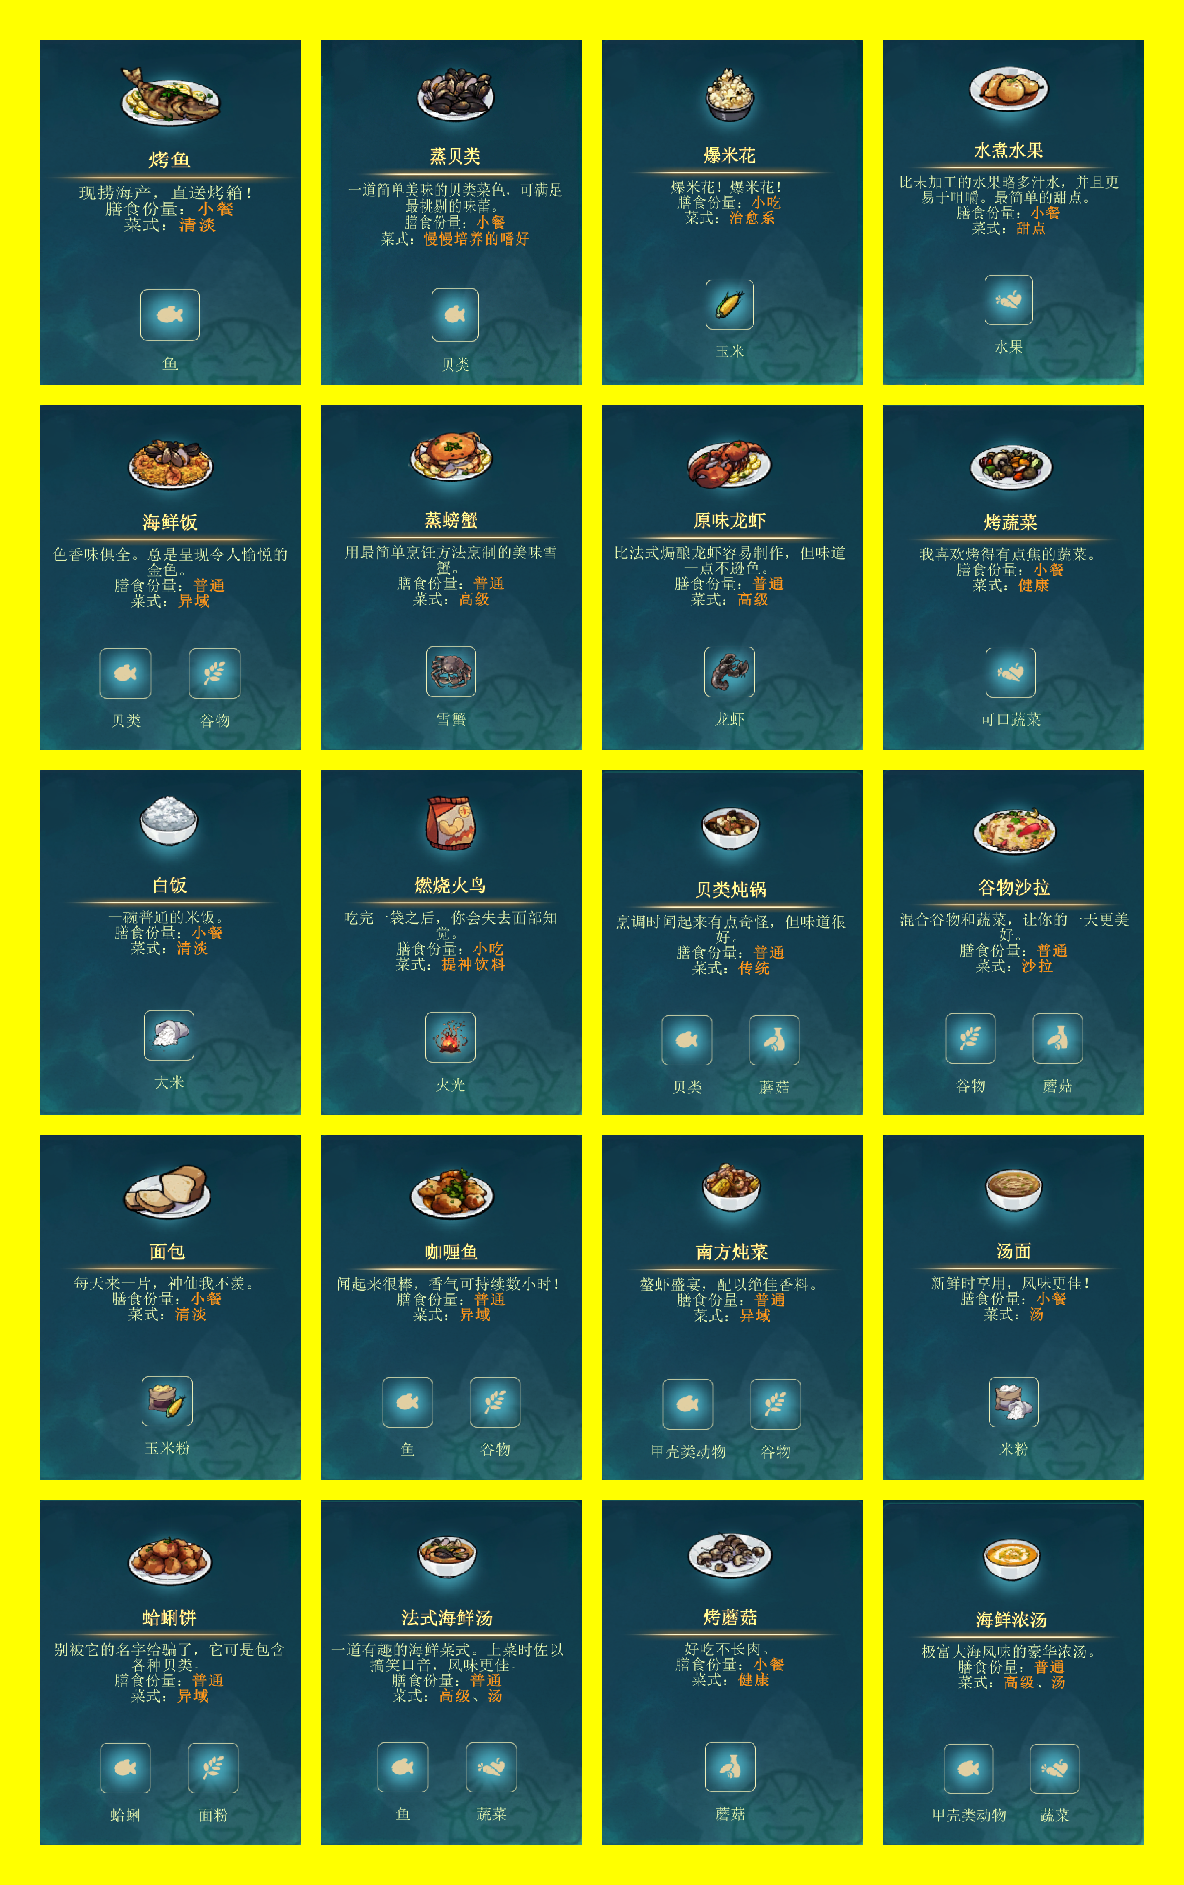 烤鱼
现捞海产，直送烤箱！
膳食份量：小餐
菜式：清淡
鱼
蒸贝类
一道简单美味的贝类菜色，可满足
最挑剔的味蕾。
膳食份量：小餐
菜式：慢慢培养的嗜好
贝类
爆米花
爆米花！爆米花！
膳食份量：小吃
菜式：治愈系
玉米
水煮水果
比未加工的水果略多汁水，并且更
易于咀嚼。最简单的甜点。
膳食份量：小餐
菜式：甜点
水果
海鲜饭
色香味俱全。总是呈现令人愉悦的
金色。
膳食份量：普通
菜式：异域
贝类
谷物
蒸螃蟹
用最简单烹饪方法烹制的美味雪
蟹。
膳食份量：普通
菜式：高级
雪蟹
原味龙虾
比法式焗酿龙虾容易制作，但味道
一点不逊色。
膳食份量：普通
菜式：高级
龙虾
烤蔬菜
我喜欢烤得有点焦的蔬菜。
膳食份量：小餐
菜式：健康
可口蔬菜
白饭
一碗普通的米饭。
膳食份量：小餐
菜式：清淡
大米
燃烧火鸟
吃完一袋之后，你会失去面部知
觉。
膳食份量：小吃
菜式：提神饮料
火光
贝类炖锅
烹调时闻起来有点奇怪，但味道很
好。
膳食份量：普通
菜式：传统
贝类
蘑菇
谷物沙拉
混合谷物和蔬菜，让你的一天更美
好。
膳食份量：普通
菜式：沙拉
谷物
蘑菇
面包
每天来一片，神仙我不羡。
膳食份量：小餐
菜式：清淡
玉米粉
咖喱鱼
闻起来很棒，香气可持续数小时！
膳食份量：普通
菜式：异域
鱼
谷物
南方炖菜
螯虾盛宴，配以绝佳香料。
膳食份量：普通
菜式：异域
甲壳类动物
谷物
汤面
新鲜时享用，风味更佳！
膳食份量：小餐
菜式：汤
米粉
蛤蜊饼
别被它的名字给骗了，它可是包含
各种贝类。
膳食份量：普通
菜式：异域
蛤蜊
面粉
法式海鲜汤
一道有趣的海鲜菜式。上菜时佐以
搞笑口音，风味更佳。
膳食份量：普通
菜式：高级、汤
鱼
蔬菜
烤蘑菇
好吃不长肉。
膳食份量：小餐
菜式：健康
蘑菇
海鲜浓汤
极富大海风味的豪华浓汤。
膳食份量：普通
菜式：高级、汤
甲壳类动物
蔬菜